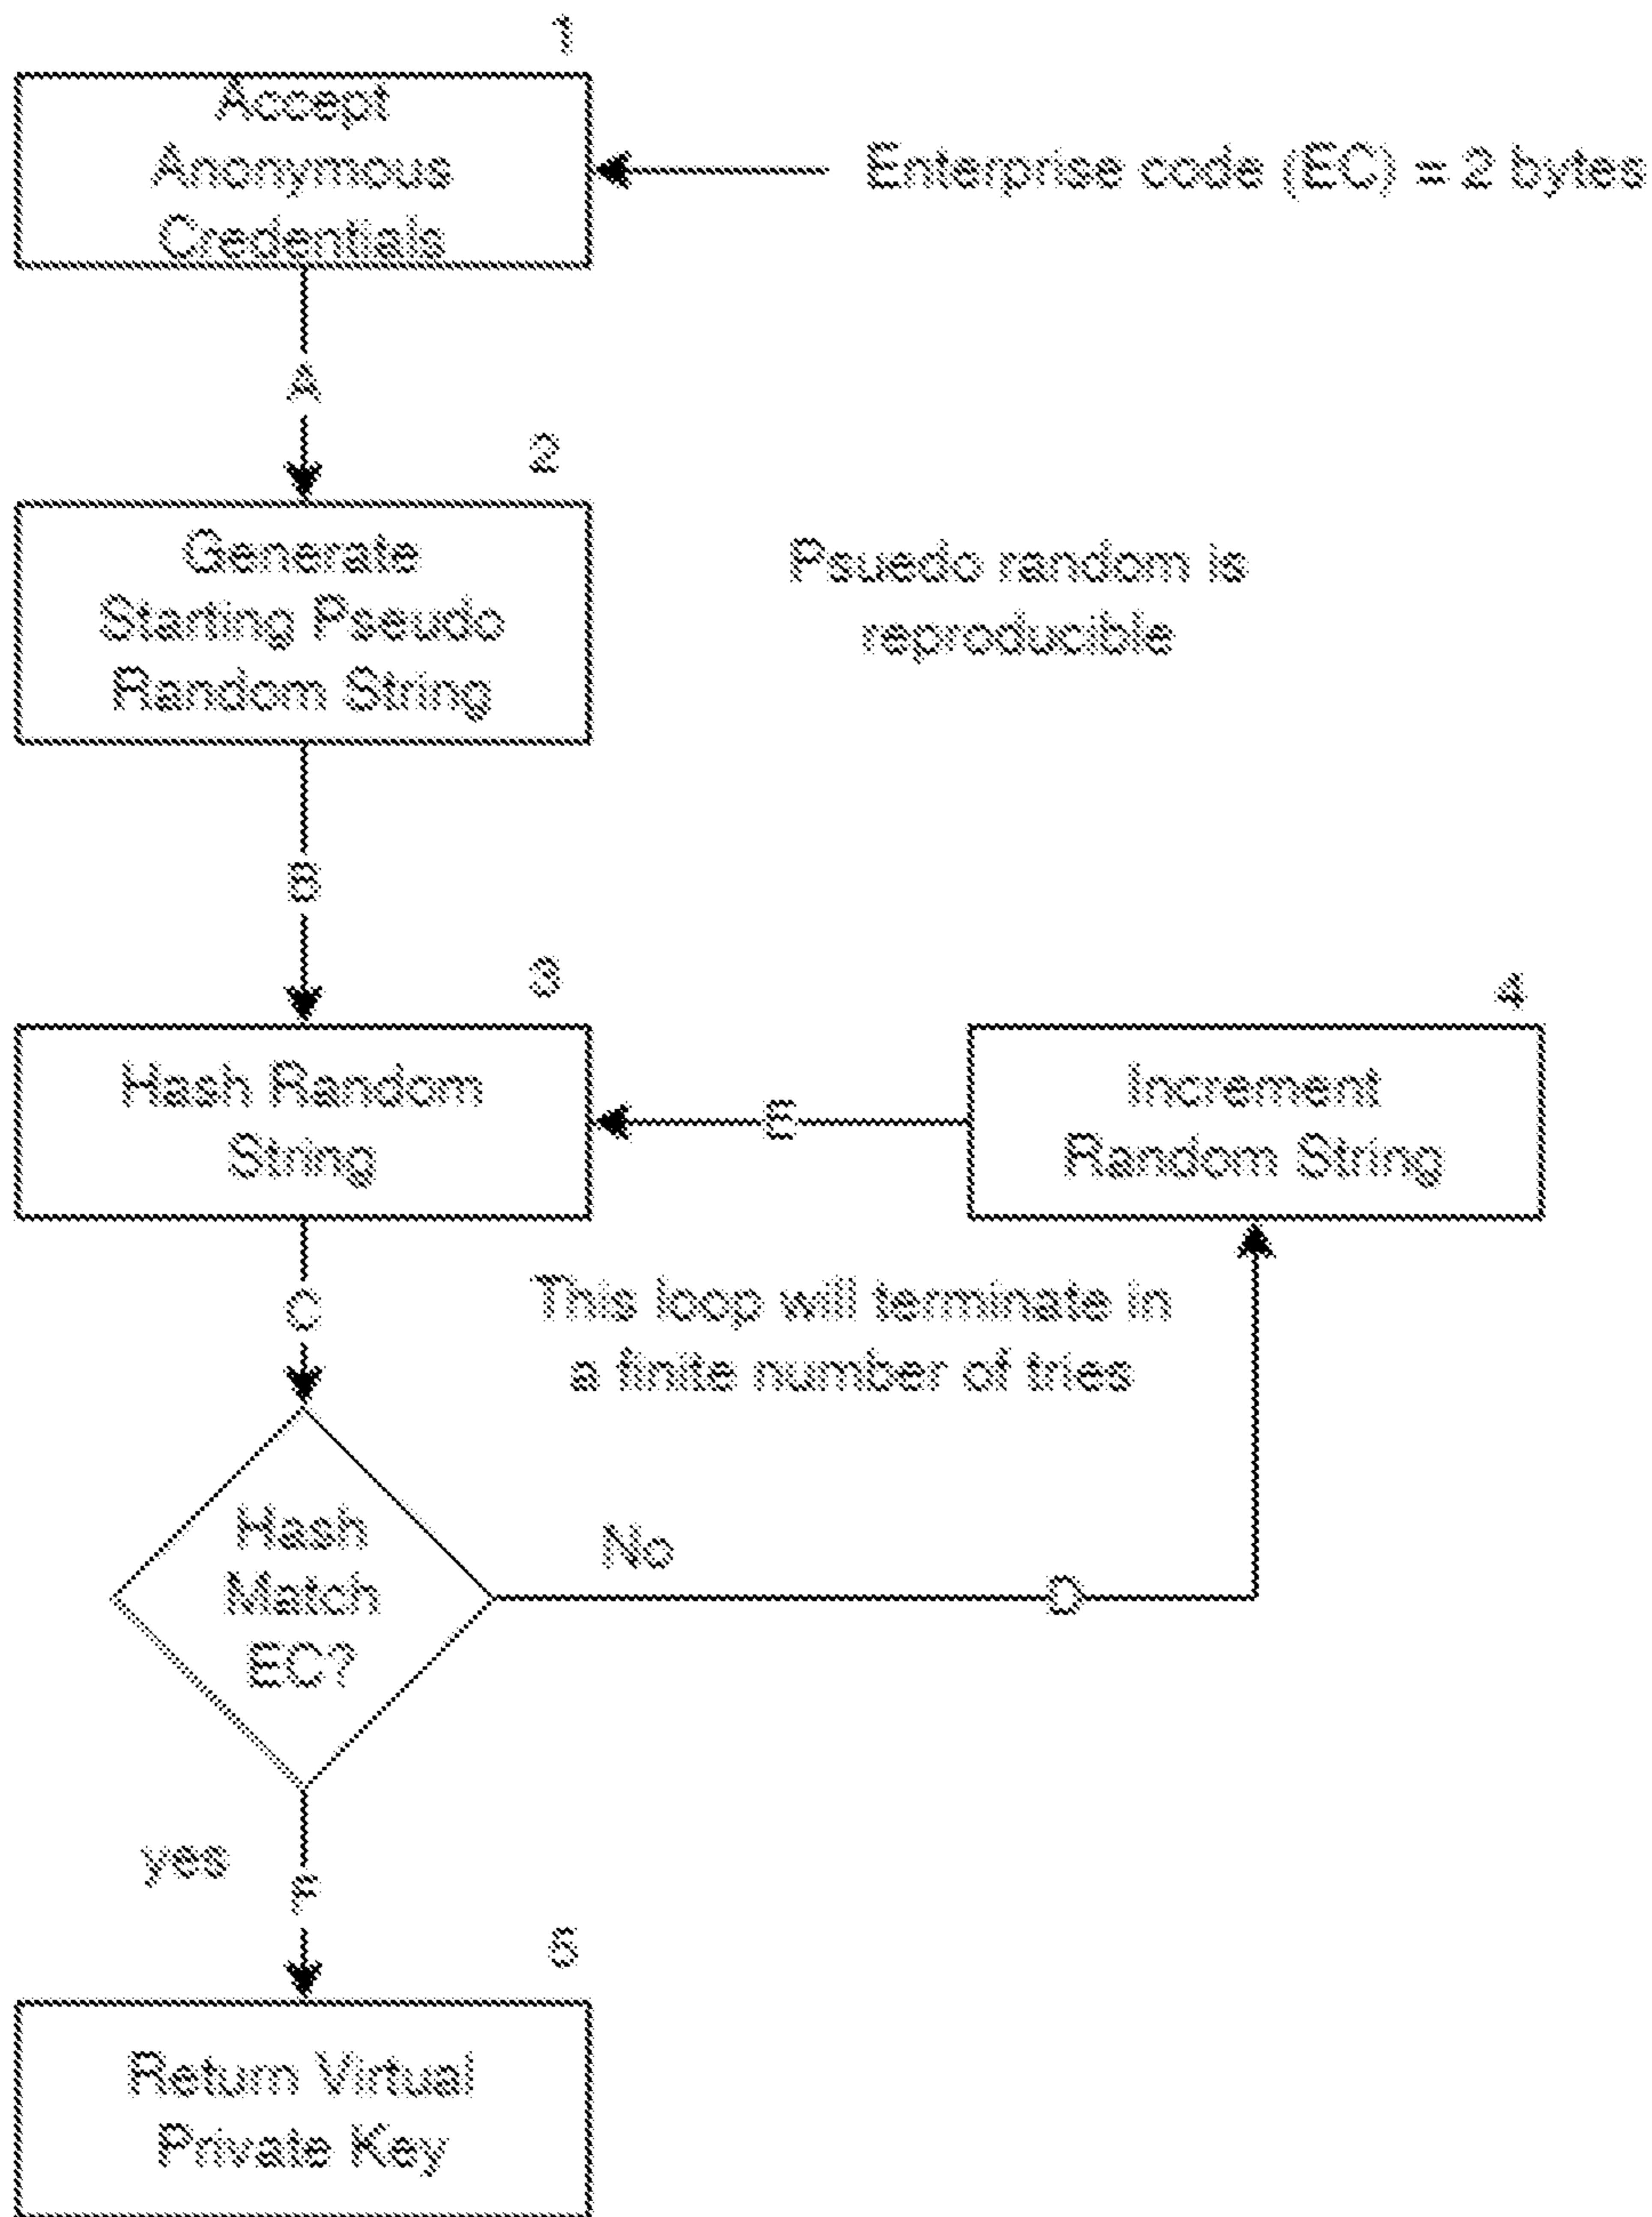 1
Accept
Anonymous
Credentials
Enterprise code (EC) = 2 bytes
A
2
Generate
Starting Pseudo
Random String
Psuedo random is
reproducible
B
3
Hash Random
String
4
Increment
Random String
E
C
This loop will terminate in
a finite number of tries
Hash
Match
EC?
No
D
yes
F
5
Return Virtual
Private Key